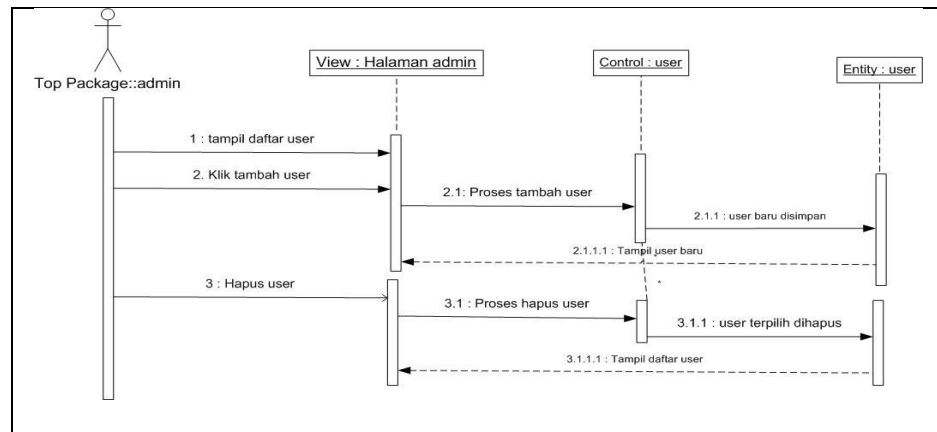 Top Package::admin
View : Halaman admin
Control : user
Entity : user
1 : tampil daftar user
2. Klik tambah user
2.1: Proses tambah user
2.1.1 : user baru disimpan
2.1.1.1 : Tampil user baru
3 : Hapus user
3.1 : Proses hapus user
3.1.1 : user terpilih dihapus
3.1.1.1 : Tampil daftar user